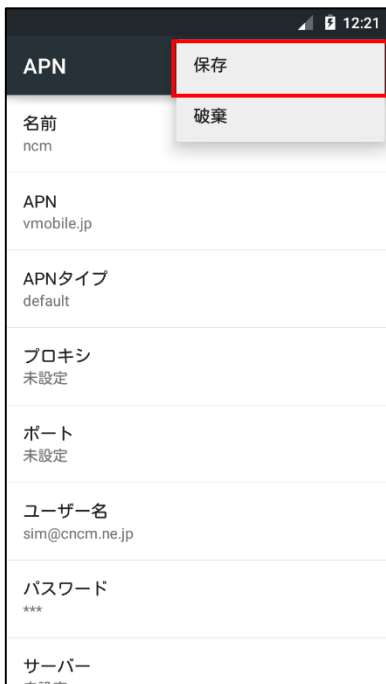 12:21
APN
保存
破棄
名前
ncm
APN
vmobile.jp
APNタイプ
default
プロキシ
未設定
ポート
未設定
ユーザー名
sim@cncm.ne.jp
パスワード
***
サーバー